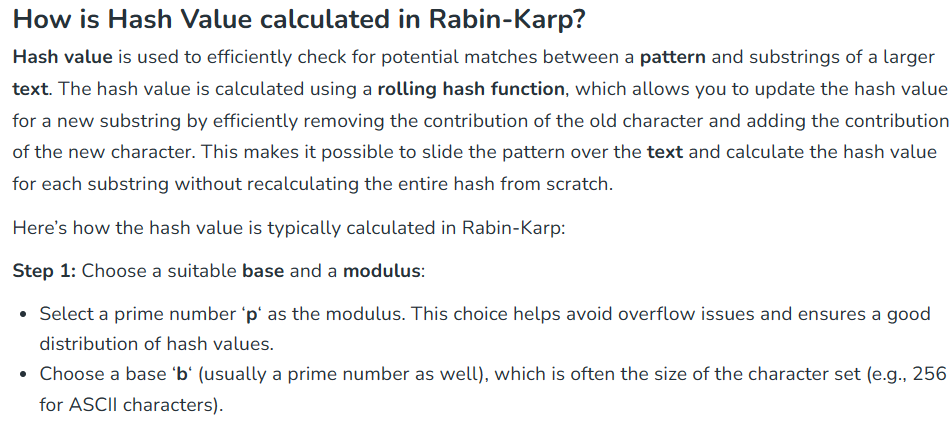 How is Hash Value calculated in Rabin-Karp?
Hash value is used to efficiently check for potential matches between a pattern and substrings of a larger
text. The hash value is calculated using a rolling hash function, which allows you to update the hash value
for a new substring by efficiently removing the contribution of the old character and adding the contribution
of the new character. This makes it possible to slide the pattern over the text and calculate the hash value
for each substring without recalculating the entire hash from scratch.
Here’s how the hash value is typically calculated in Rabin-Karp:
Step 1: Choose a suitable base and a modulus:
• Select a prime number ‘p‘ as the modulus. This choice helps avoid overflow issues and ensures a good
distribution of hash values.
• Choose a base ‘b‘ (usually a prime number as well), which is often the size of the character set (e.g., 256
for ASCII characters).